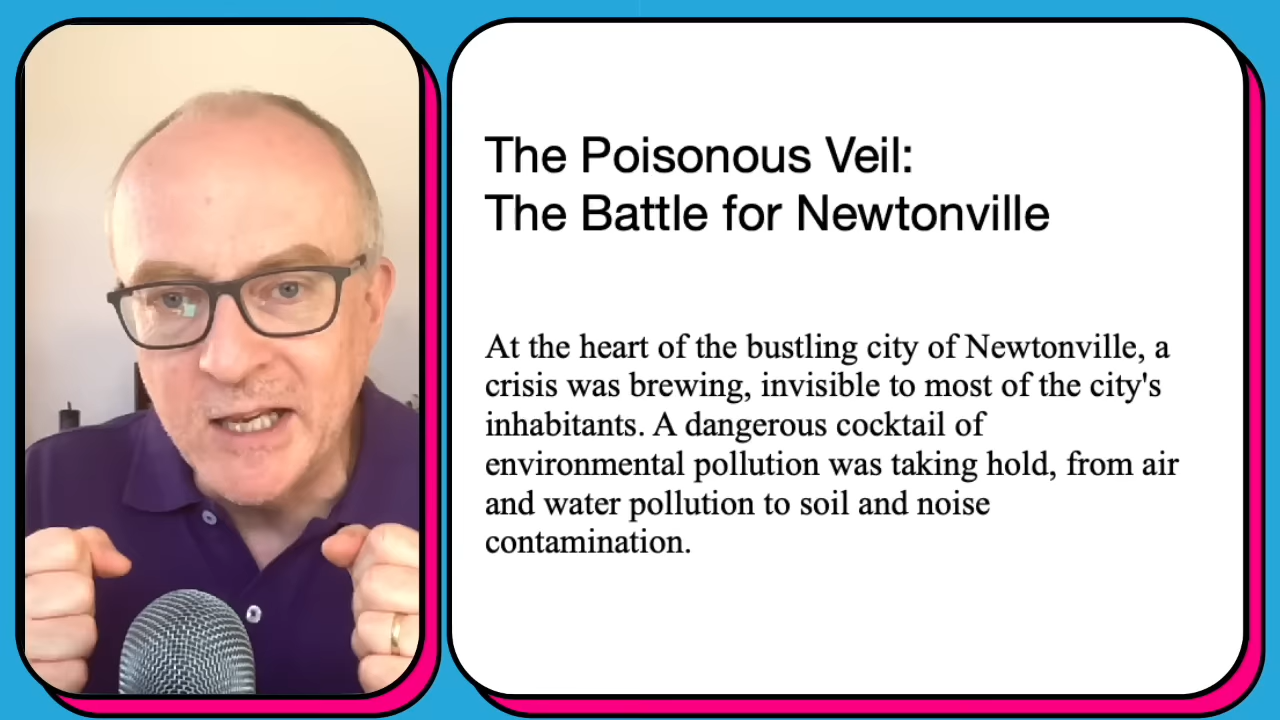 The Poisonous Veil:
The Battle for Newtonville
At the heart of the bustling city of Newtonville, a
crisis was brewing, invisible to most of the city's
inhabitants. A dangerous cocktail of
environmental pollution was taking hold, from air
and water pollution to soil and noise
contamination.